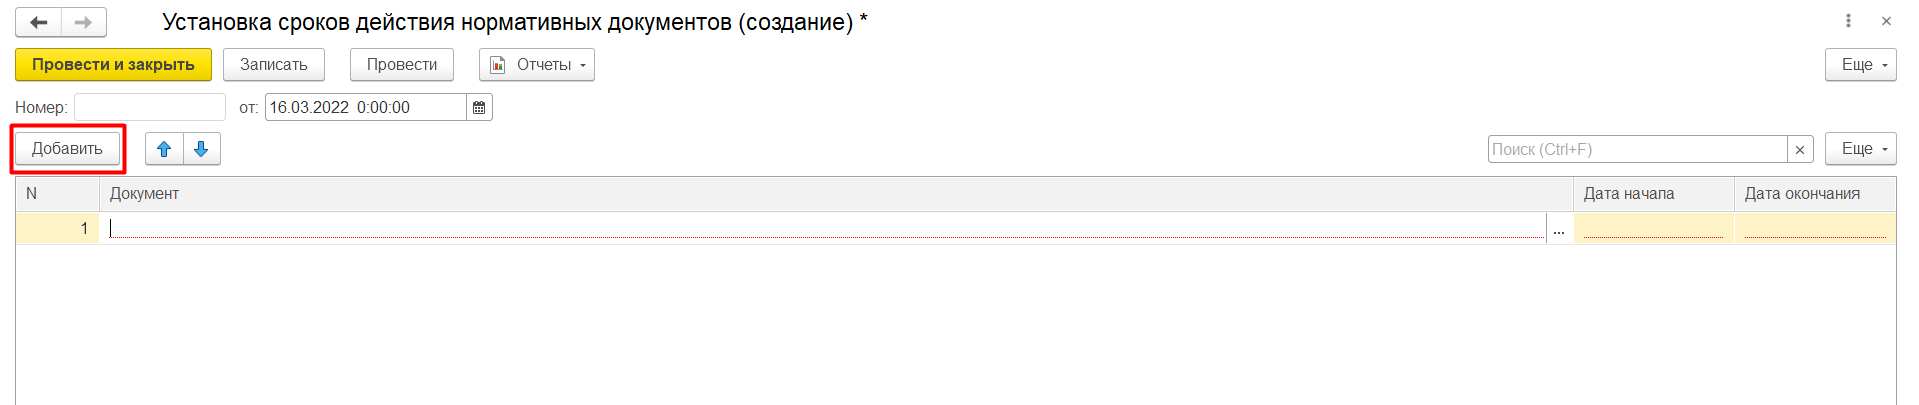 Установка сроков действия нормативных документов (создание) *
Провести и закрыть Записать Провести Отчеты Еще
Номер: от: 16.03.2022 0:00:00
Добавить Поиск (Ctrl+F) × Еще
N Документ Дата начала Дата окончания
1 ...